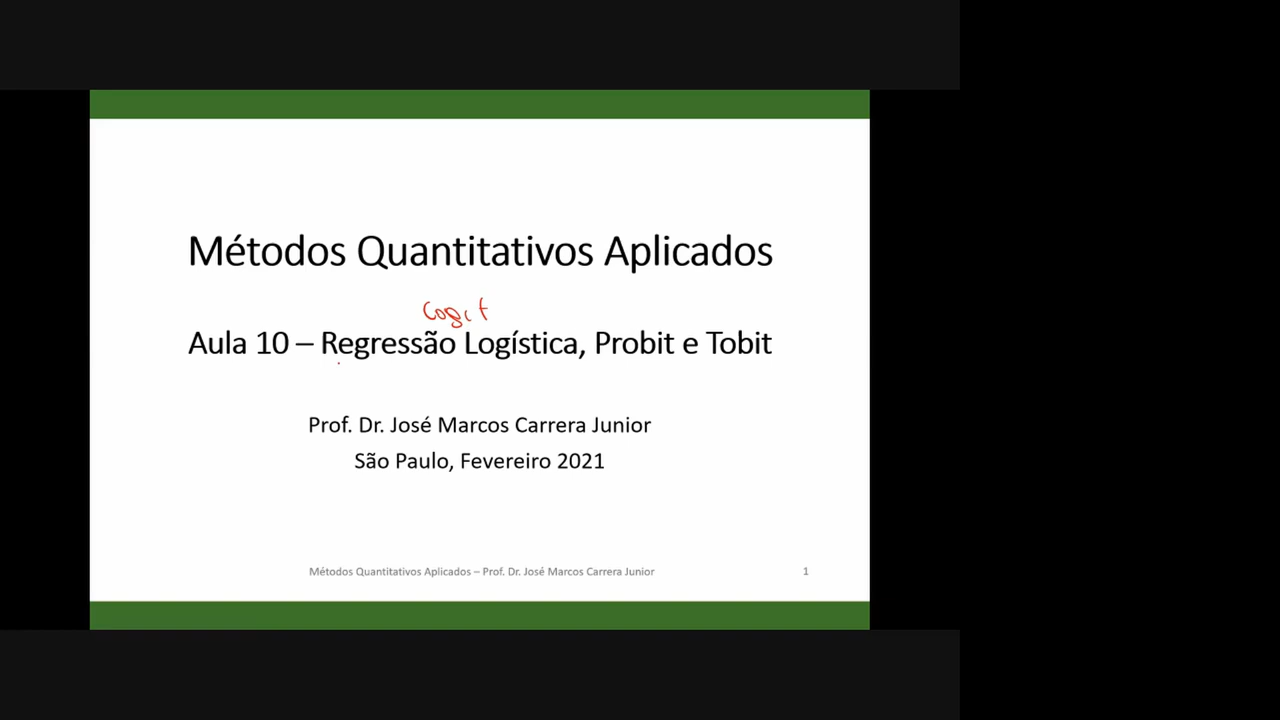 Métodos Quantitativos Aplicados
Logit
Aula 10 – Regressão Logística, Probit e Tobit
Prof. Dr. José Marcos Carrera Junior
São Paulo, Fevereiro 2021
Métodos Quantitativos Aplicados – Prof. Dr. José Marcos Carrera Junior 1